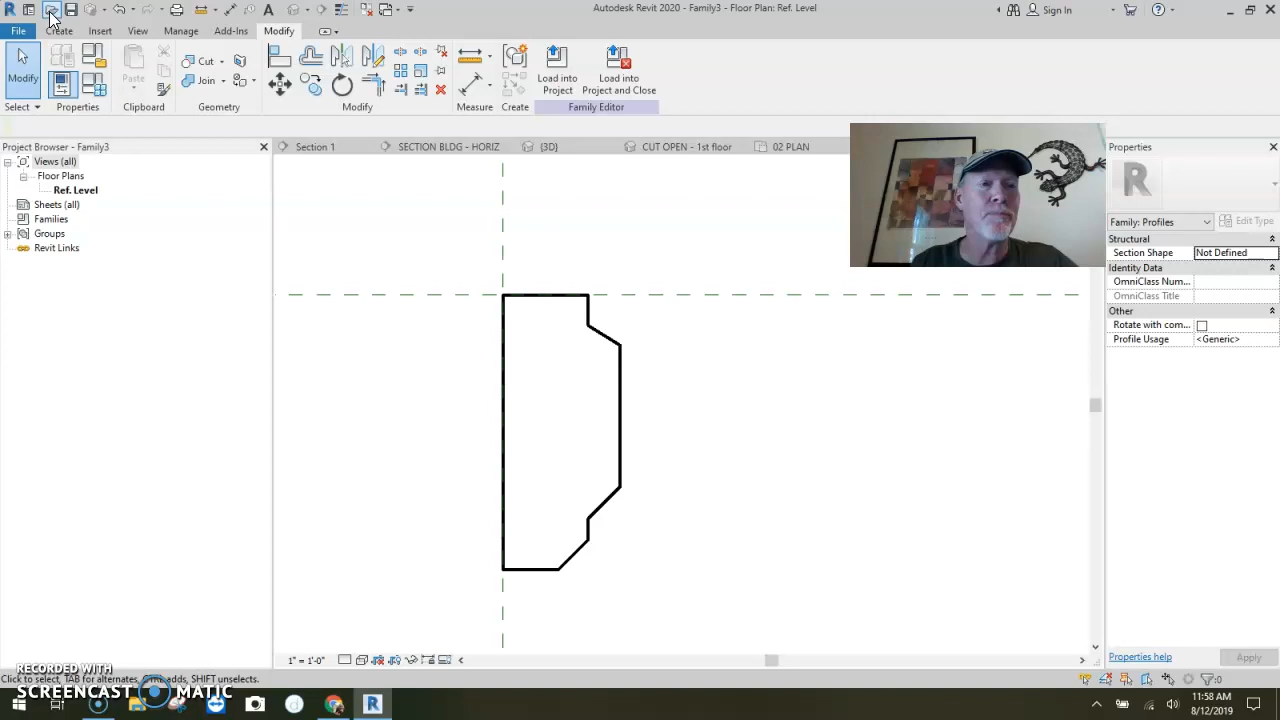 Autodesk Revit 2020 - Family3 - Floor Plan: Ref. Level
Sign In
File Create Insert View Manage Add-Ins Modify
Modify
Paste
Cut
Join
Load into
Project
Load into
Project and Close
Select Properties Clipboard Geometry Modify Measure Create Family Editor
Project Browser - Family3
Views (all)
Floor Plans
Ref. Level
Sheets (all)
Families
Groups
Revit Links
Section 1
SECTION BLDG - HORIZ
{3D}
CUT OPEN - 1st floor
02 PLAN
Properties
R
Family: Profiles
Edit Type
Structural
Section Shape Not Defined
Identity Data
OmniClass Num...
OmniClass Title
Other
Rotate with com...
Profile Usage <Generic>
Properties help
Apply
1" = 1'-0"
Click to select, TAB for alternates, CTRL adds, SHIFT unselects.
:0
RECORDED WITH
SCREENCAST MATIC
11:58 AM
8/12/2019